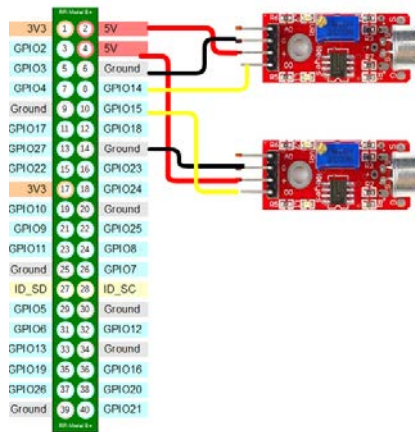 RPi Model B+
3V3 1 2 5V
GPIO2 3 4 5V
GPIO3 5 6 Ground
GPIO4 7 8 GPIO14
Ground 9 10 GPIO15
GPIO17 11 12 GPIO18
GPIO27 13 14 Ground
GPIO22 15 16 GPIO23
3V3 17 18 GPIO24
GPIO10 19 20 Ground
GPIO9 21 22 GPIO25
GPIO11 23 24 GPIO8
Ground 25 26 GPIO7
ID_SD 27 28 ID_SC
GPIO5 29 30 Ground
GPIO6 31 32 GPIO12
GPIO13 33 34 Ground
GPIO19 35 36 GPIO16
GPIO26 37 38 GPIO20
Ground 39 40 GPIO21
RPi Model B+